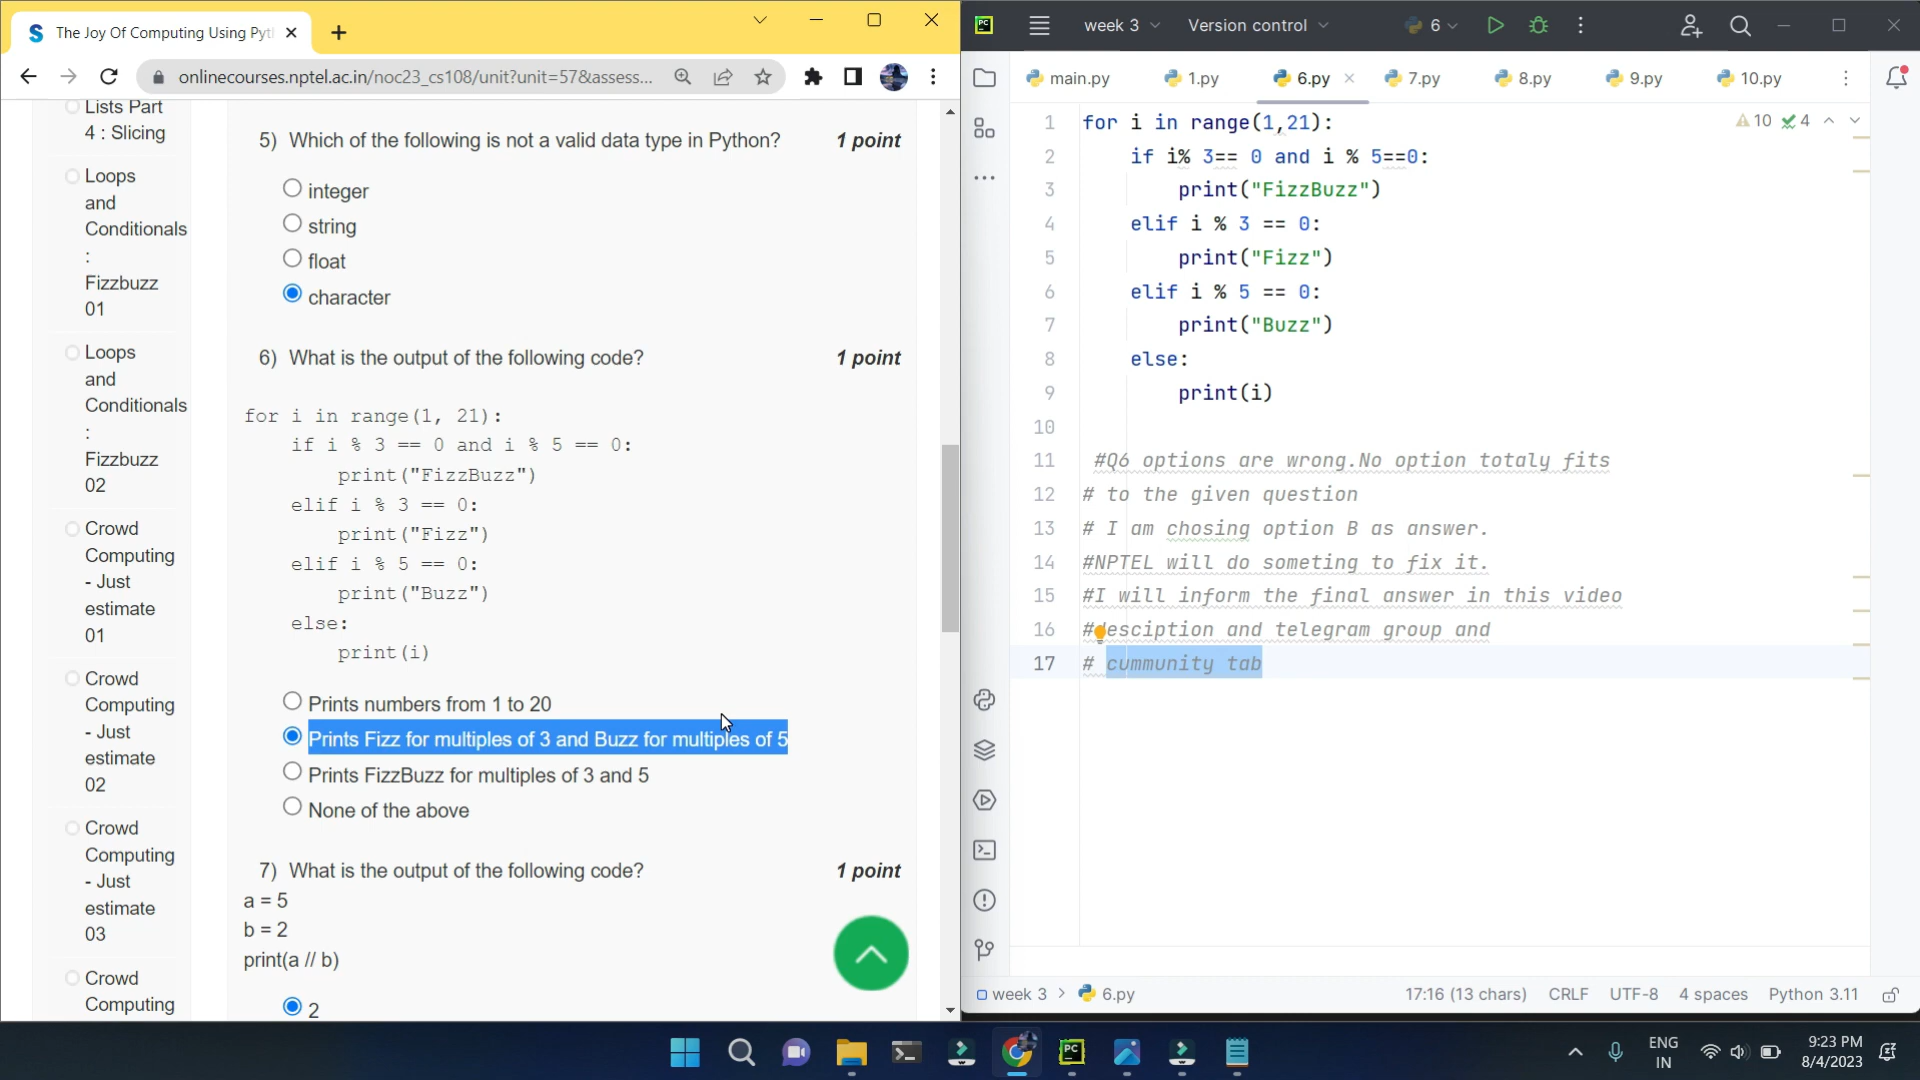 The Joy Of Computing Using Pyt
onlinecourses.nptel.ac.in/noc23_cs108/unit?unit=57&assess...
Lists Part
4 : Slicing
Loops
and
Conditionals
:
Fizzbuzz
01
Loops
and
Conditionals
:
Fizzbuzz
02
Crowd
Computing
- Just
estimate
01
Crowd
Computing
- Just
estimate
02
Crowd
Computing
- Just
estimate
03
Crowd
Computing
5) Which of the following is not a valid data type in Python? 1 point
integer
string
float
character
6) What is the output of the following code? 1 point
for i in range(1, 21):
    if i % 3 == 0 and i % 5 == 0:
        print("FizzBuzz")
    elif i % 3 == 0:
        print("Fizz")
    elif i % 5 == 0:
        print("Buzz")
    else:
        print(i)
Prints numbers from 1 to 20
Prints Fizz for multiples of 3 and Buzz for multiples of 5
Prints FizzBuzz for multiples of 3 and 5
None of the above
7) What is the output of the following code? 1 point
a = 5
b = 2
print(a // b)
2
PC week 3 Version control 6
main.py 1.py 6.py 7.py 8.py 9.py 10.py
10 4
1 for i in range(1,21):
2     if i% 3== 0 and i % 5==0:
3         print("FizzBuzz")
4     elif i % 3 == 0:
5         print("Fizz")
6     elif i % 5 == 0:
7         print("Buzz")
8     else:
9         print(i)
10
11  #Q6 options are wrong.No option totaly fits
12 # to the given question
13 # I am chosing option B as answer.
14 #NPTEL will do someting to fix it.
15 #I will inform the final answer in this video
16 #desciption and telegram group and
17 # cummunity tab
week 3 > 6.py 17:16 (13 chars) CRLF UTF-8 4 spaces Python 3.11
PC
ENG
IN
9:23 PM
8/4/2023